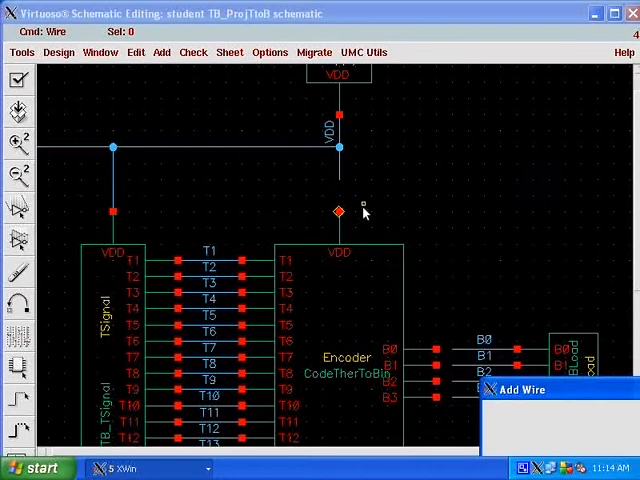 Virtuoso® Schematic Editing: student TB_ProjTtoB schematic
Cmd: Wire Sel: 0
4
Tools Design Window Edit Add Check Sheet Options Migrate UMC Utils Help
VDD
VDD
VDD
VDD
T1
T2
T3
T4
T5
T6
T7
T8
T9
T10
T11
T12
T1
T2
T3
T4
T5
T6
T7
T8
T9
T10
T11
T12
T13
T1
T2
T3
T4
T5
T6
T7
T8
T9
T10
T11
T12
TSignal
TB_TSignal
Encoder
CodeTherToBin
B0
B1
B2
B3
B0
B1
B2
B0
B1
BLoad
oad
Add Wire
start
5 XWin
11:14 AM